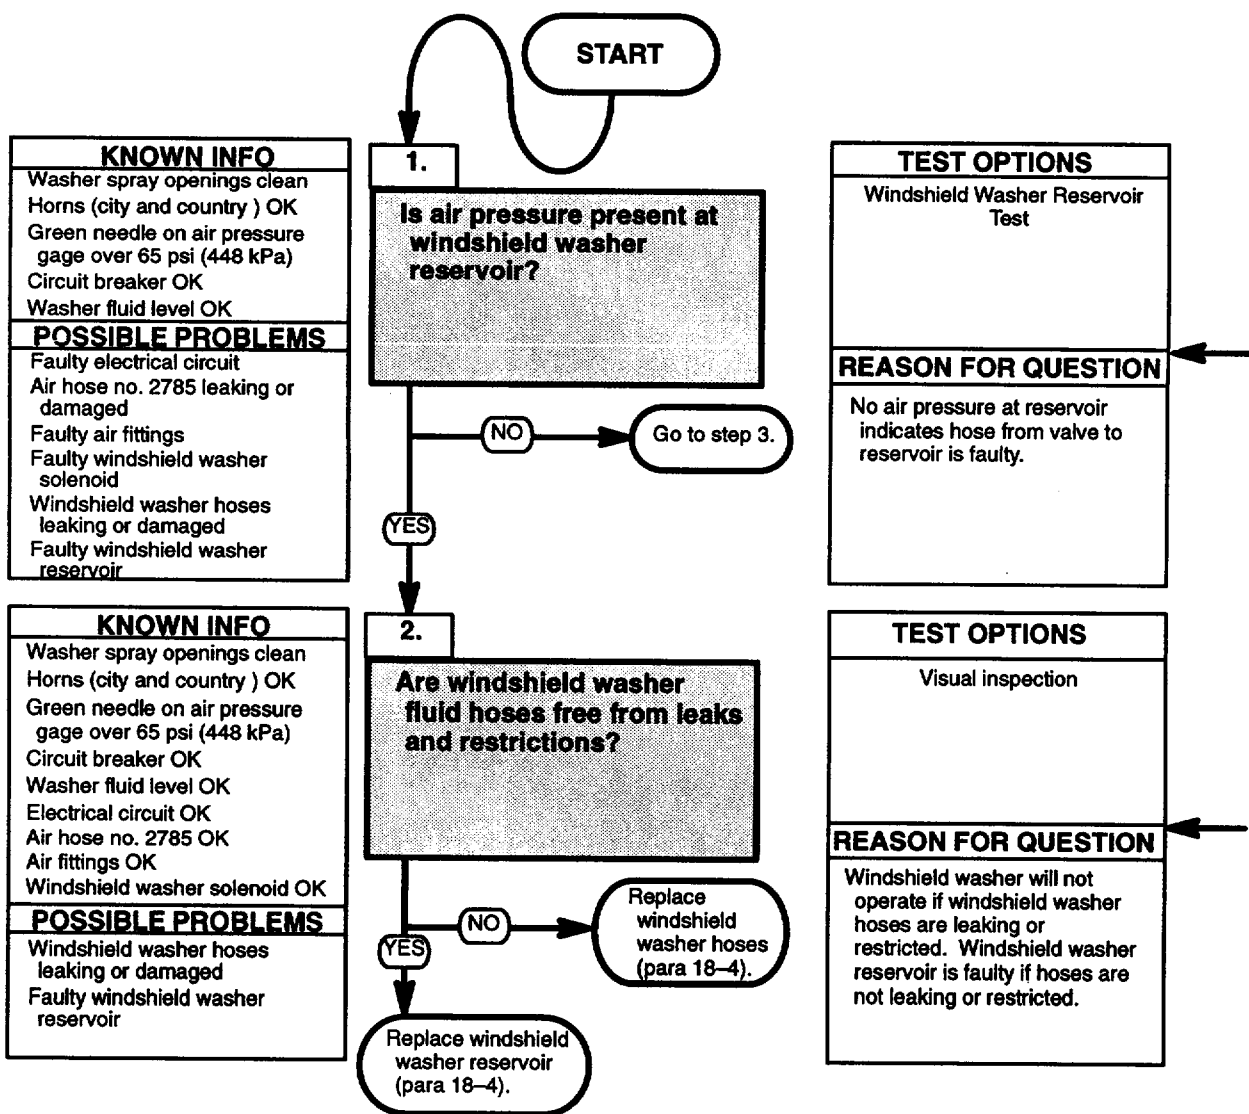 START
KNOWN INFO
Washer spray openings clean
Horns (city and country ) OK
Green needle on air pressure
gage over 65 psi (448 kPa)
Circuit breaker OK
Washer fluid level OK
POSSIBLE PROBLEMS
Faulty electrical circuit
Air hose no. 2785 leaking or
damaged
Faulty air fittings
Faulty windshield washer
solenoid
Windshield washer hoses
leaking or damaged
Faulty windshield washer
reservoir
1.
Is air pressure present at
windshield washer
reservoir?
NO
Go to step 3.
YES
TEST OPTIONS
Windshield Washer Reservoir
Test
REASON FOR QUESTION
No air pressure at reservoir
indicates hose from valve to
reservoir is faulty.
KNOWN INFO
Washer spray openings clean
Horns (city and country ) OK
Green needle on air pressure
gage over 65 psi (448 kPa)
Circuit breaker OK
Washer fluid level OK
Electrical circuit OK
Air hose no. 2785 OK
Air fittings OK
Windshield washer solenoid OK
POSSIBLE PROBLEMS
Windshield washer hoses
leaking or damaged
Faulty windshield washer
reservoir
2.
Are windshield washer
fluid hoses free from leaks
and restrictions?
NO
Replace
windshield
washer hoses
(para 18–4).
YES
Replace windshield
washer reservoir
(para 18–4).
TEST OPTIONS
Visual inspection
REASON FOR QUESTION
Windshield washer will not
operate if windshield washer
hoses are leaking or
restricted. Windshield washer
reservoir is faulty if hoses are
not leaking or restricted.